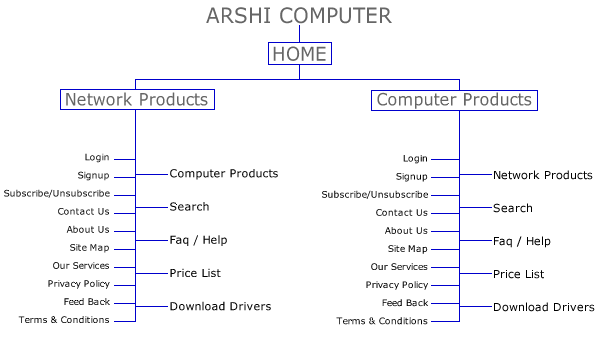 ARSHI COMPUTER
HOME
Network Products
Computer Products
Login
Signup
Subscribe/Unsubscribe
Contact Us
About Us
Site Map
Our Services
Privacy Policy
Feed Back
Terms & Conditions
Computer Products
Search
Faq / Help
Price List
Download Drivers
Login
Signup
Subscribe/Unsubscribe
Contact Us
About Us
Site Map
Our Services
Privacy Policy
Feed Back
Terms & Conditions
Network Products
Search
Faq / Help
Price List
Download Drivers